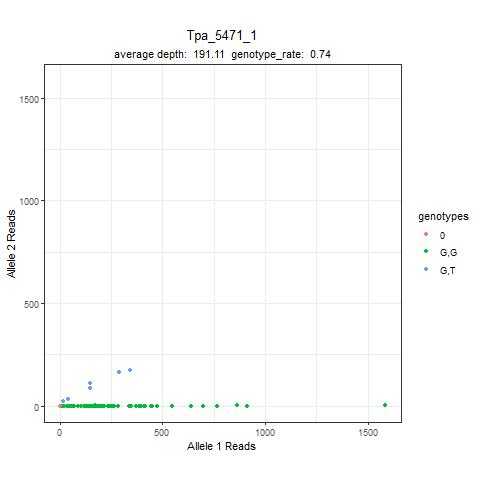 Tpa_5471_1
average depth: 191.11 genotype_rate: 0.74
1500
1000
500
0
Allele 2 Reads
0 500 1000 1500
Allele 1 Reads
genotypes
0
G,G
G,T